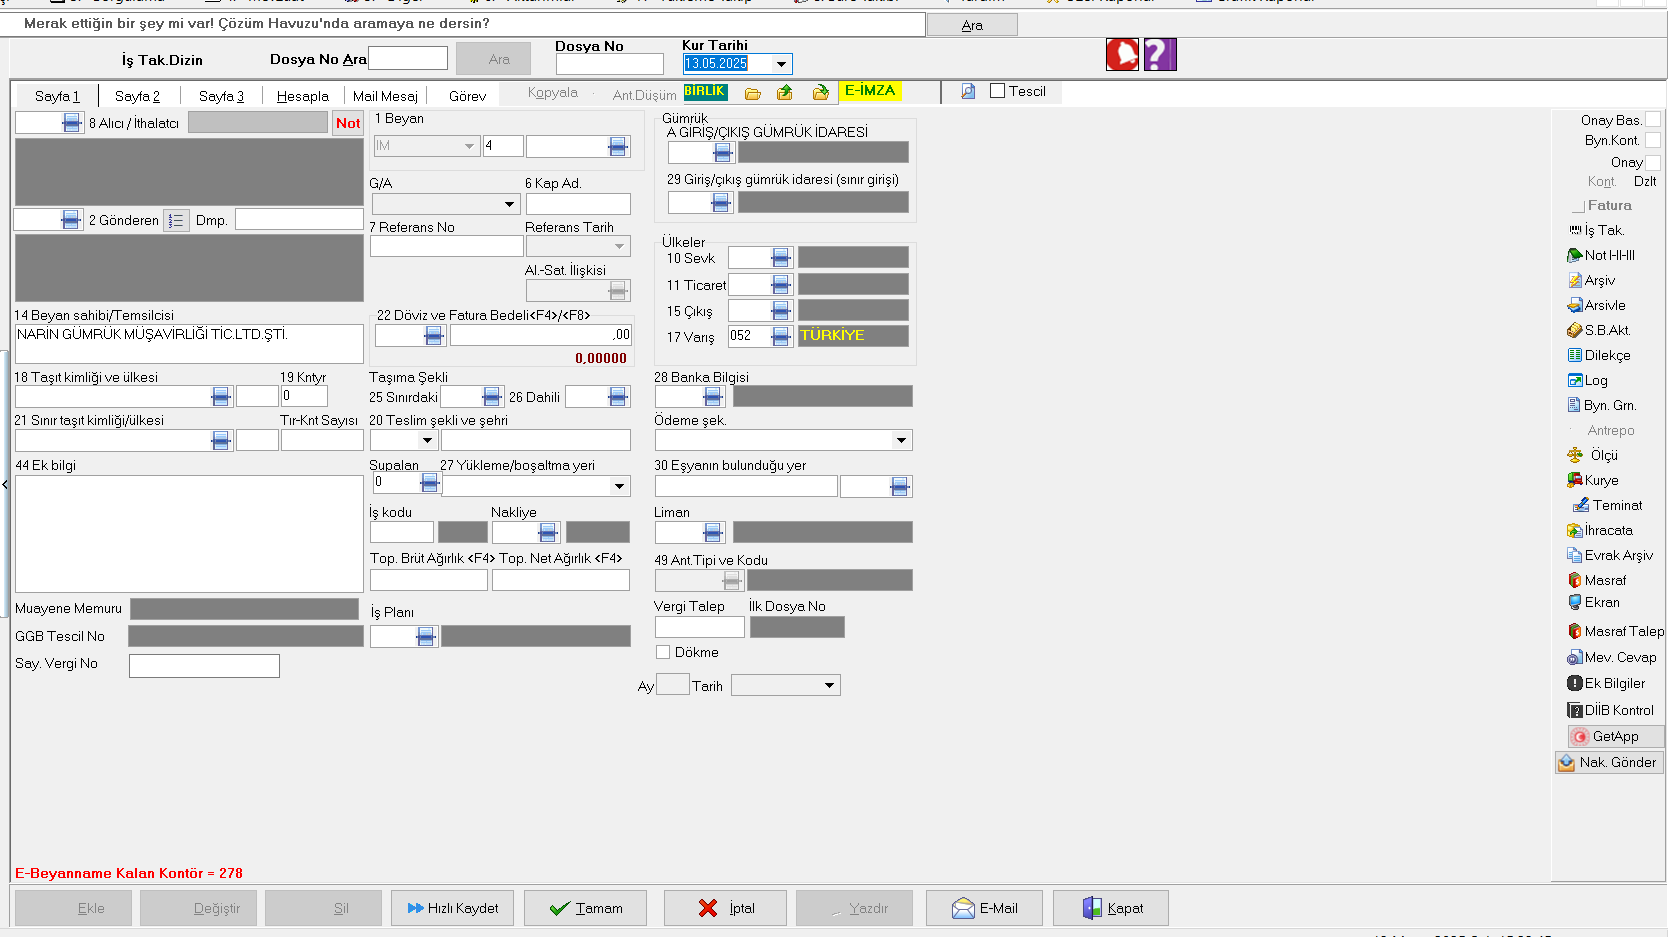 Merak ettiğin bir şey mi var! Çözüm Havuzu'nda aramaya ne dersin?
Ara
İş Tak.Dizin
Dosya No Ara
Ara
Dosya No
Kur Tarihi
13.05.2025
Sayfa 1
Sayfa 2
Sayfa 3
Hesapla
Mail Mesaj
Görev
Kopyala
Ant.Düşüm
BİRLİK
E-İMZA
Tescil
8 Alıcı / İthalatcı
Not
2 Gönderen
Dmp.
14 Beyan sahibi/Temsilcisi
NARİN GÜMRÜK MÜŞAVİRLİĞİ TİC.LTD.ŞTİ.
18 Taşıt kimliği ve ülkesi
19 Kntyr
0
21 Sınır taşıt kimliği/ülkesi
Tır-Knt Sayısı
44 Ek bilgi
Muayene Memuru
GGB Tescil No
Say. Vergi No
1 Beyan
IM
4
G/A
6 Kap Ad.
7 Referans No
Referans Tarih
Al.-Sat. İlişkisi
22 Döviz ve Fatura Bedeli<F4>/<F8>
,00
0,00000
Taşıma Şekli
25 Sınırdaki
26 Dahili
20 Teslim şekli ve şehri
Supalan
27 Yükleme/boşaltma yeri
0
İş kodu
Nakliye
Top. Brüt Ağırlık <F4>
Top. Net Ağırlık <F4>
İş Planı
Gümrük
A GİRİŞ/ÇIKIŞ GÜMRÜK İDARESİ
29 Giriş/çıkış gümrük idaresi (sınır girişi)
Ülkeler
10 Sevk
11 Ticaret
15 Çıkış
17 Varış
052
TÜRKİYE
28 Banka Bilgisi
Ödeme şek.
30 Eşyanın bulunduğu yer
Liman
49 Ant.Tipi ve Kodu
Vergi Talep
İlk Dosya No
Dökme
Ay
Tarih
Onay Bas.
Byn.Kont.
Onay
Kont.
Dzlt
Fatura
İş Tak.
Not I-II-III
Arşiv
Arsivle
S.B.Akt.
Dilekçe
Log
Byn. Grn.
Antrepo
Ölçü
Kurye
Teminat
İhracata
Evrak Arşiv
Masraf
Ekran
Masraf Talep
Mev. Cevap
Ek Bilgiler
DİİB Kontrol
GetApp
Nak. Gönder
E-Beyanname Kalan Kontör = 278
Ekle
Değiştir
Sil
Hızlı Kaydet
Tamam
İptal
Yazdır
E-Mail
Kapat